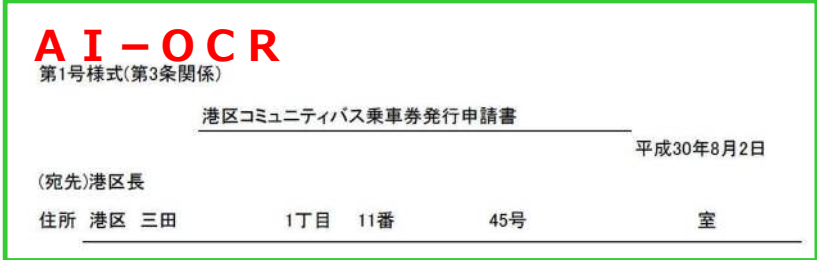 AI－OCR
第1号様式(第3条関係)
港区コミュニティバス乗車券発行申請書
平成30年8月2日
(宛先)港区長
住所 港区 三田 1丁目 11番 45号 室